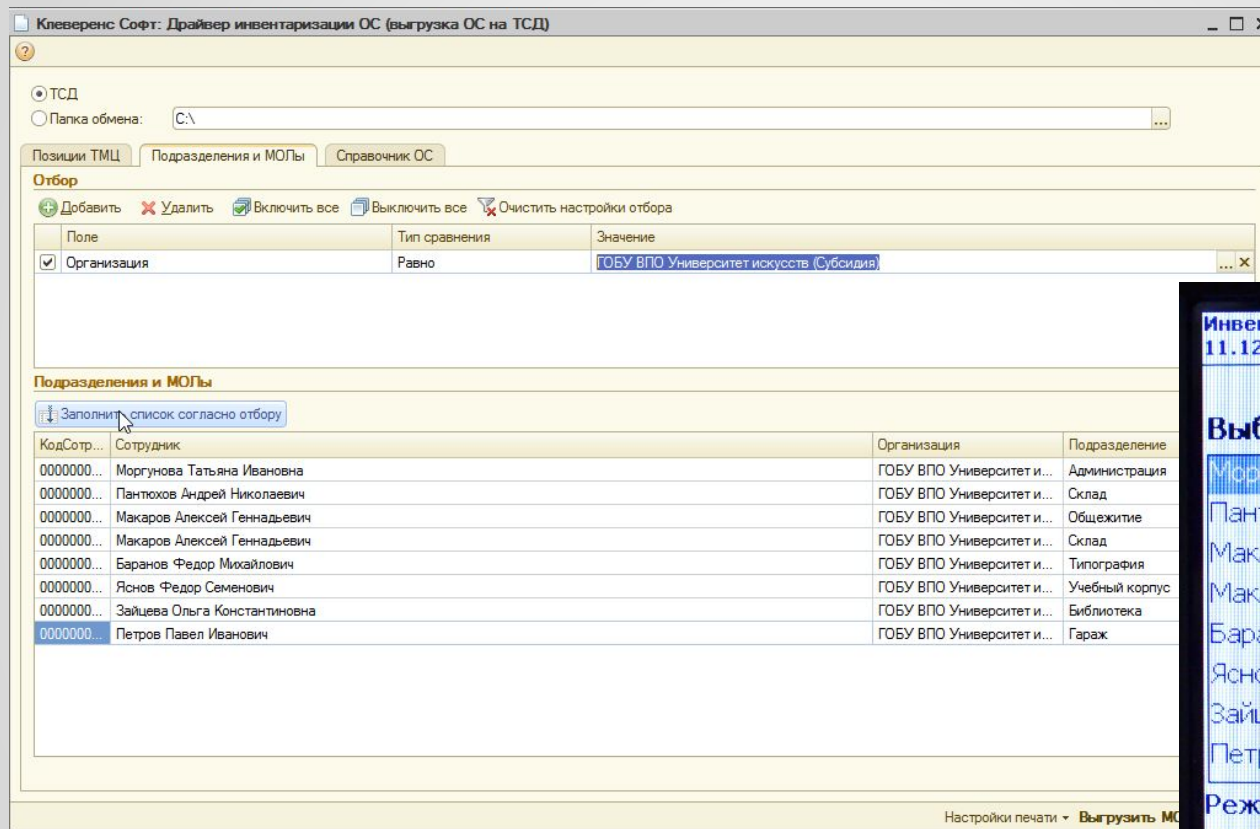 Клеверенс Софт: Драйвер инвентаризации ОС (выгрузка ОС на ТСД)
ТСД
Папка обмена: C:\ ...
Позиции ТМЦ Подразделения и МОЛы Справочник ОС
Отбор
Добавить Удалить Включить все Выключить все Очистить настройки отбора
Поле Тип сравнения Значение
Организация Равно ГОБУ ВПО Университет искусств (Субсидия) ...
Подразделения и МОЛы
Заполнить список согласно отбору
КодСотр... Сотрудник Организация Подразделение
0000000... Моргунова Татьяна Ивановна ГОБУ ВПО Университет и... Администрация
0000000... Пантюхов Андрей Николаевич ГОБУ ВПО Университет и... Склад
0000000... Макаров Алексей Геннадьевич ГОБУ ВПО Университет и... Общежитие
0000000... Макаров Алексей Геннадьевич ГОБУ ВПО Университет и... Склад
0000000... Баранов Федор Михайлович ГОБУ ВПО Университет и... Типография
0000000... Яснов Федор Семенович ГОБУ ВПО Университет и... Учебный корпус
0000000... Зайцева Ольга Константиновна ГОБУ ВПО Университет и... Библиотека
0000000... Петров Павел Иванович ГОБУ ВПО Университет и... Гараж
Настройки печати Выгрузить
11.12